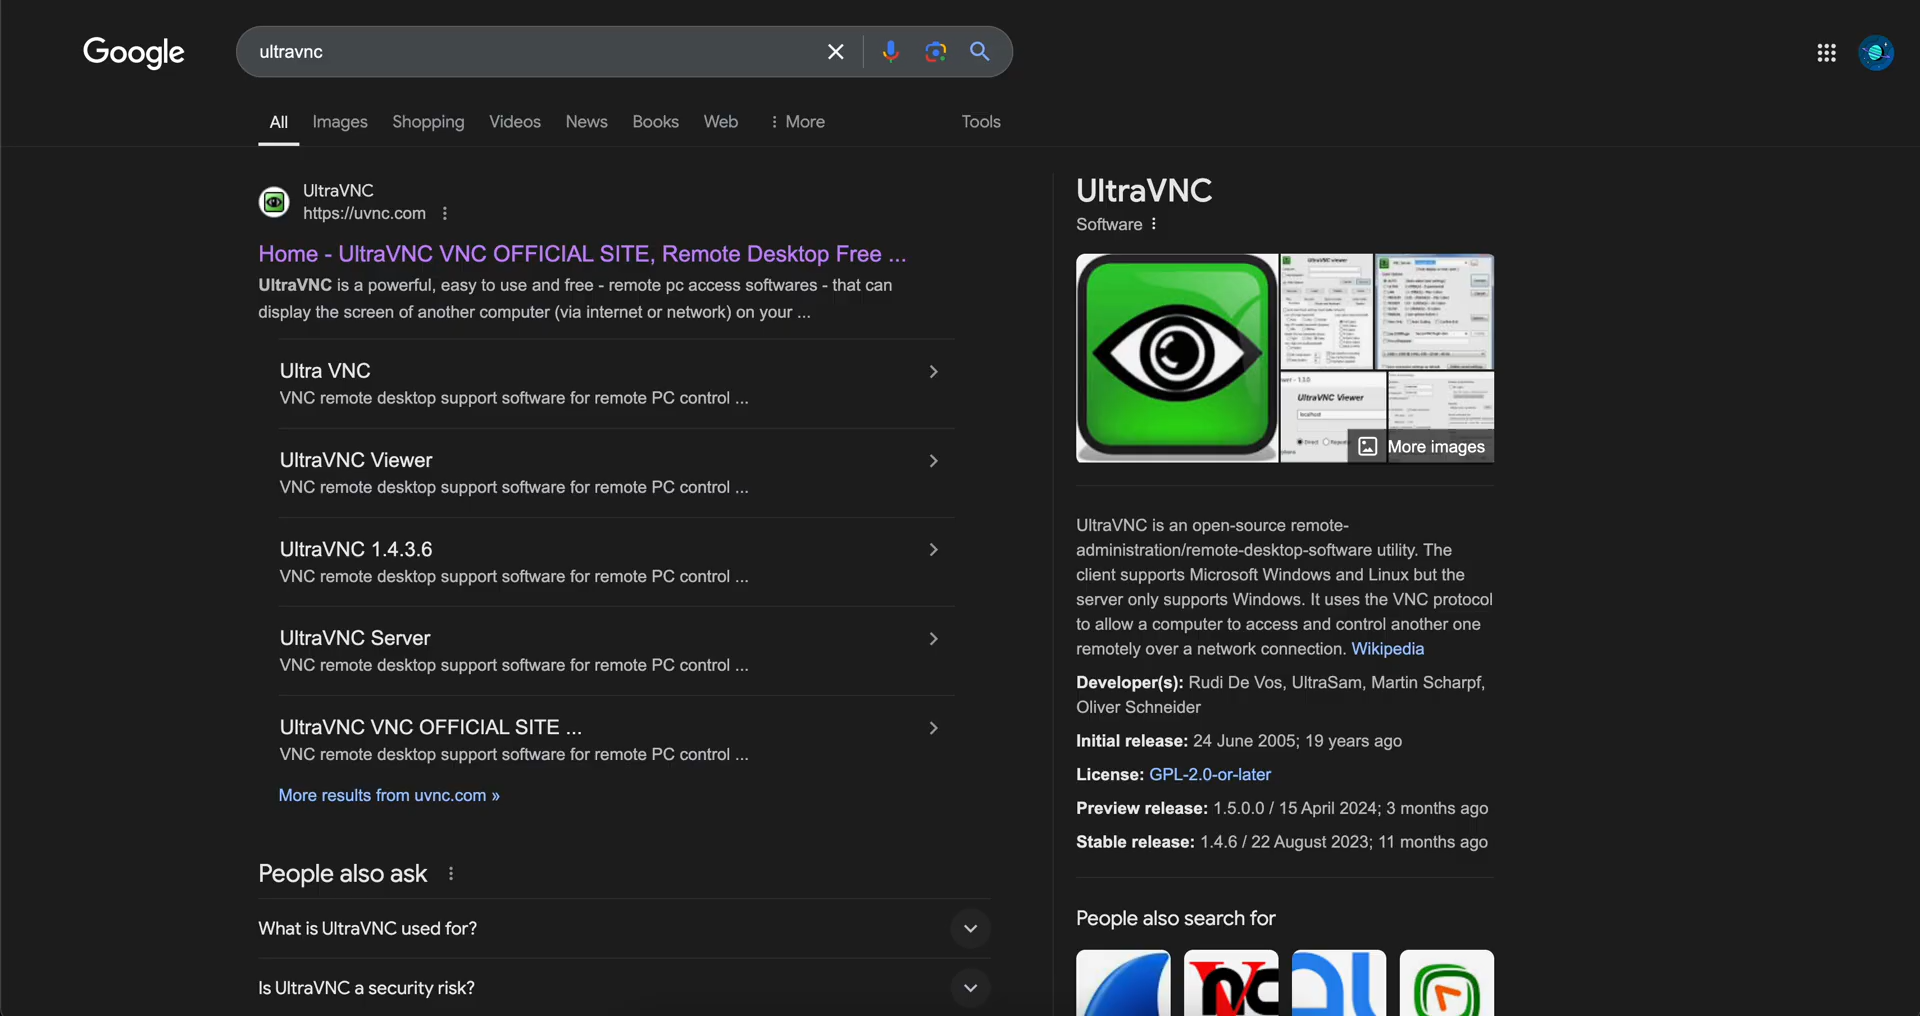 Google
ultravnc
All Images Shopping Videos News Books Web More Tools
UltraVNC
https://uvnc.com
Home - UltraVNC VNC OFFICIAL SITE, Remote Desktop Free ...
UltraVNC is a powerful, easy to use and free - remote pc access softwares - that can
display the screen of another computer (via internet or network) on your ...
Ultra VNC
VNC remote desktop support software for remote PC control ...
UltraVNC Viewer
VNC remote desktop support software for remote PC control ...
UltraVNC 1.4.3.6
VNC remote desktop support software for remote PC control ...
UltraVNC Server
VNC remote desktop support software for remote PC control ...
UltraVNC VNC OFFICIAL SITE ...
VNC remote desktop support software for remote PC control ...
More results from uvnc.com »
People also ask
What is UltraVNC used for?
Is UltraVNC a security risk?
UltraVNC
Software
UltraVNC Viewer
localhost
More images
UltraVNC is an open-source remote-
administration/remote-desktop-software utility. The
client supports Microsoft Windows and Linux but the
server only supports Windows. It uses the VNC protocol
to allow a computer to access and control another one
remotely over a network connection. Wikipedia
Developer(s): Rudi De Vos, UltraSam, Martin Scharpf,
Oliver Schneider
Initial release: 24 June 2005; 19 years ago
License: GPL-2.0-or-later
Preview release: 1.5.0.0 / 15 April 2024; 3 months ago
Stable release: 1.4.6 / 22 August 2023; 11 months ago
People also search for